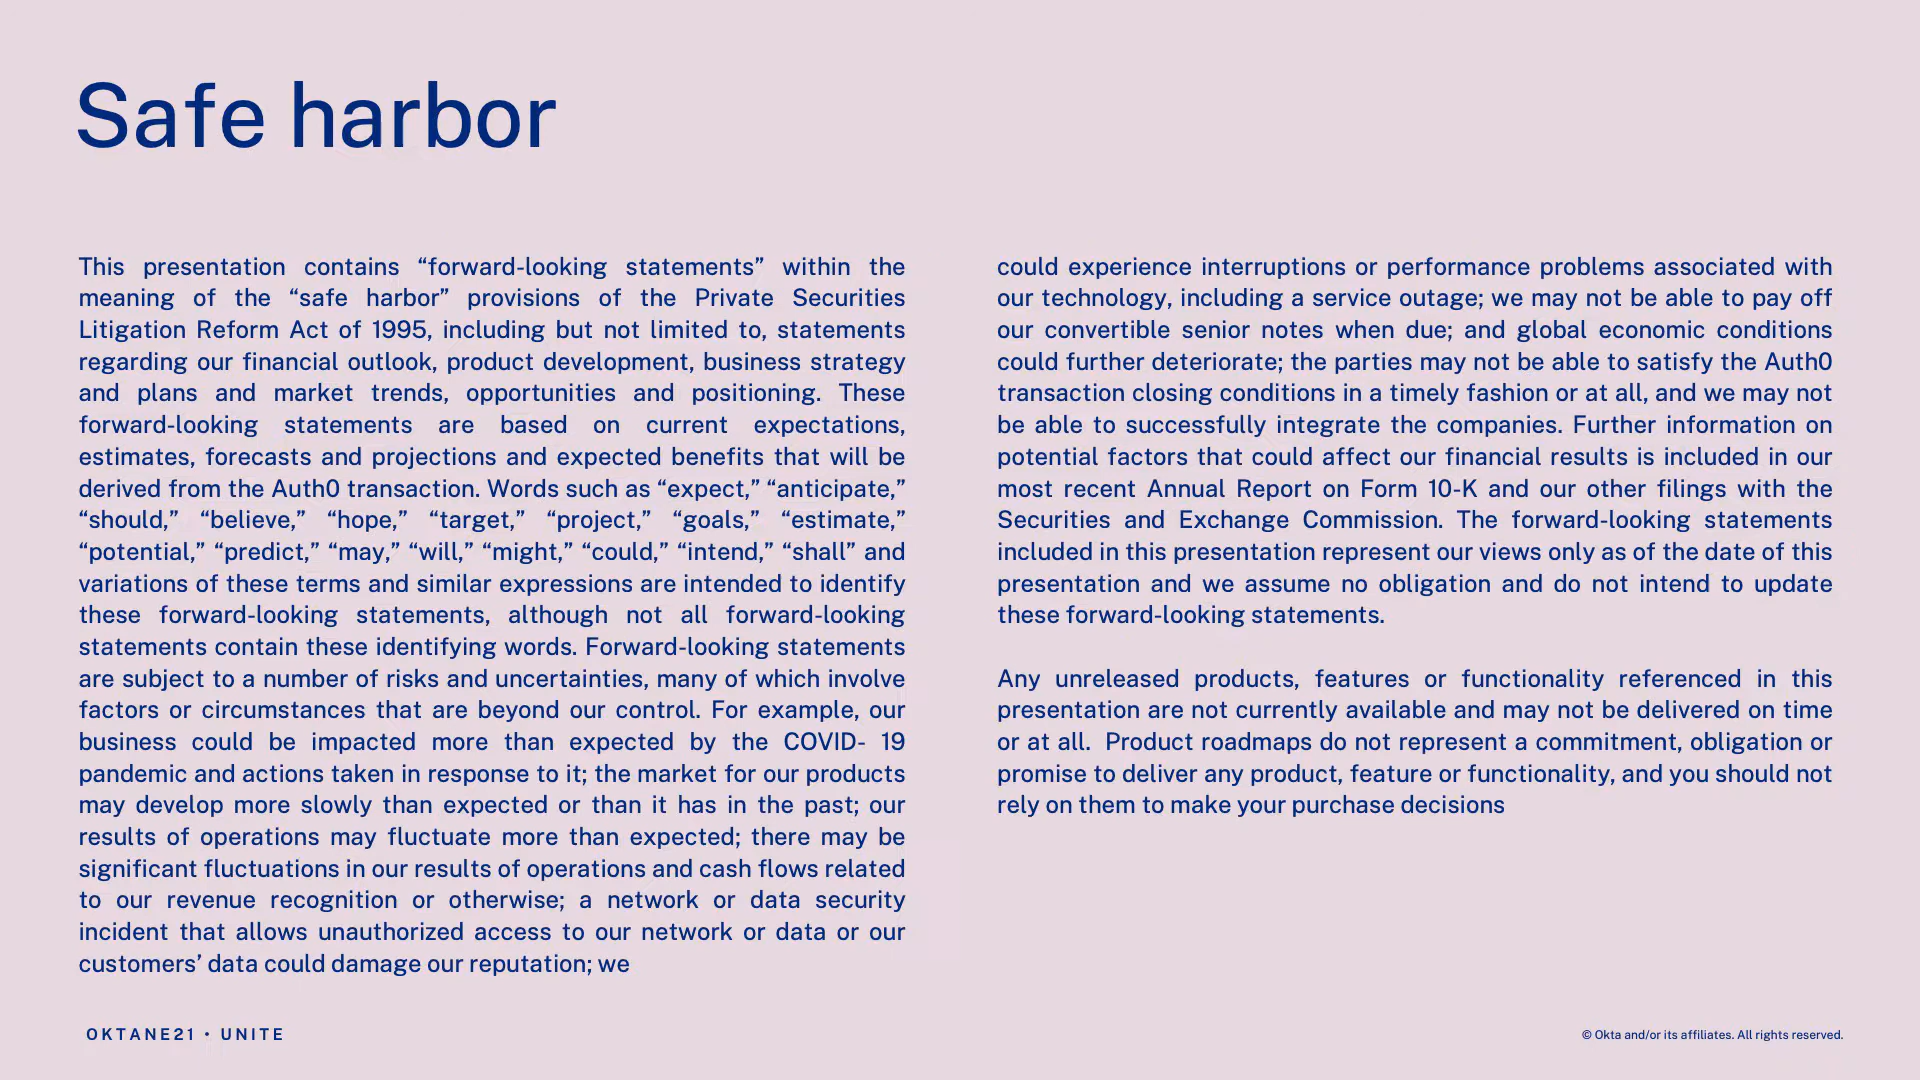 Safe harbor
This presentation contains “forward-looking statements” within the
meaning of the “safe harbor” provisions of the Private Securities
Litigation Reform Act of 1995, including but not limited to, statements
regarding our financial outlook, product development, business strategy
and plans and market trends, opportunities and positioning. These
forward-looking statements are based on current expectations,
estimates, forecasts and projections and expected benefits that will be
derived from the Auth0 transaction. Words such as “expect,” “anticipate,”
“should,” “believe,” “hope,” “target,” “project,” “goals,” “estimate,”
“potential,” “predict,” “may,” “will,” “might,” “could,” “intend,” “shall” and
variations of these terms and similar expressions are intended to identify
these forward-looking statements, although not all forward-looking
statements contain these identifying words. Forward-looking statements
are subject to a number of risks and uncertainties, many of which involve
factors or circumstances that are beyond our control. For example, our
business could be impacted more than expected by the COVID- 19
pandemic and actions taken in response to it; the market for our products
may develop more slowly than expected or than it has in the past; our
results of operations may fluctuate more than expected; there may be
significant fluctuations in our results of operations and cash flows related
to our revenue recognition or otherwise; a network or data security
incident that allows unauthorized access to our network or data or our
customers’ data could damage our reputation; we
could experience interruptions or performance problems associated with
our technology, including a service outage; we may not be able to pay off
our convertible senior notes when due; and global economic conditions
could further deteriorate; the parties may not be able to satisfy the Auth0
transaction closing conditions in a timely fashion or at all, and we may not
be able to successfully integrate the companies. Further information on
potential factors that could affect our financial results is included in our
most recent Annual Report on Form 10-K and our other filings with the
Securities and Exchange Commission. The forward-looking statements
included in this presentation represent our views only as of the date of this
presentation and we assume no obligation and do not intend to update
these forward-looking statements.
Any unreleased products, features or functionality referenced in this
presentation are not currently available and may not be delivered on time
or at all.  Product roadmaps do not represent a commitment, obligation or
promise to deliver any product, feature or functionality, and you should not
rely on them to make your purchase decisions
OKTANE21 • UNITE
© Okta and/or its affiliates. All rights reserved.